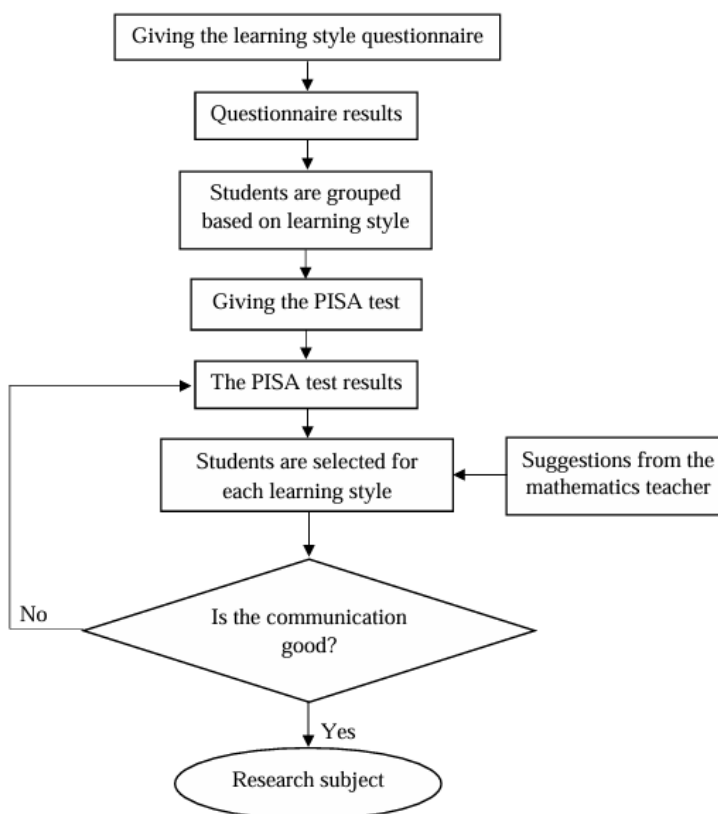 Giving the learning style questionnaire
Questionnaire results
Students are grouped
based on learning style
Giving the PISA test
The PISA test results
Students are selected for
each learning style
Suggestions from the
mathematics teacher
Is the communication
good?
No
Yes
Research subject